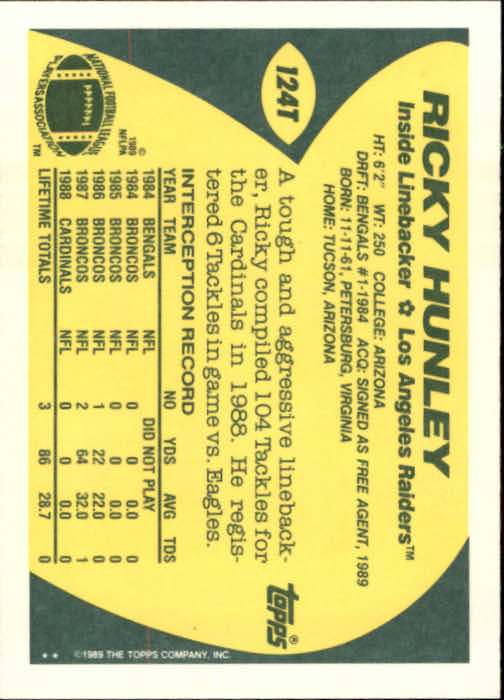 124T
RICKY HUNLEY
Inside Linebacker ✿ Los Angeles Raiders™
HT: 6'2" WT: 250 COLLEGE: ARIZONA
DRFT: BENGALS #1-1984 ACQ: SIGNED AS FREE AGENT, 1989
BORN: 11-11-61, PETERSBURG, VIRGINIA
HOME: TUCSON, ARIZONA
A tough and aggressive lineback-
er, Ricky compiled 104 Tackles for
the Cardinals in 1988. He regis-
tered 6 Tackles in game vs. Eagles.
topps®
NATIONAL FOOTBALL LEAGUE
PLAYERS ASSOCIATION
TM
© 1989
NFLPA
INTERCEPTION RECORD
YEAR TEAM NO YDS AVG TDS
1984 BENGALS NFL DID NOT PLAY
1984 BRONCOS NFL 0 0 0.0 0
1985 BRONCOS NFL 0 0 0.0 0
1986 BRONCOS NFL 1 22 22.0 0
1987 BRONCOS NFL 2 64 32.0 1
1988 CARDINALS NFL 0 0 0.0 0
LIFETIME TOTALS 3 86 28.7 1
** ©1989 THE TOPPS COMPANY, INC.